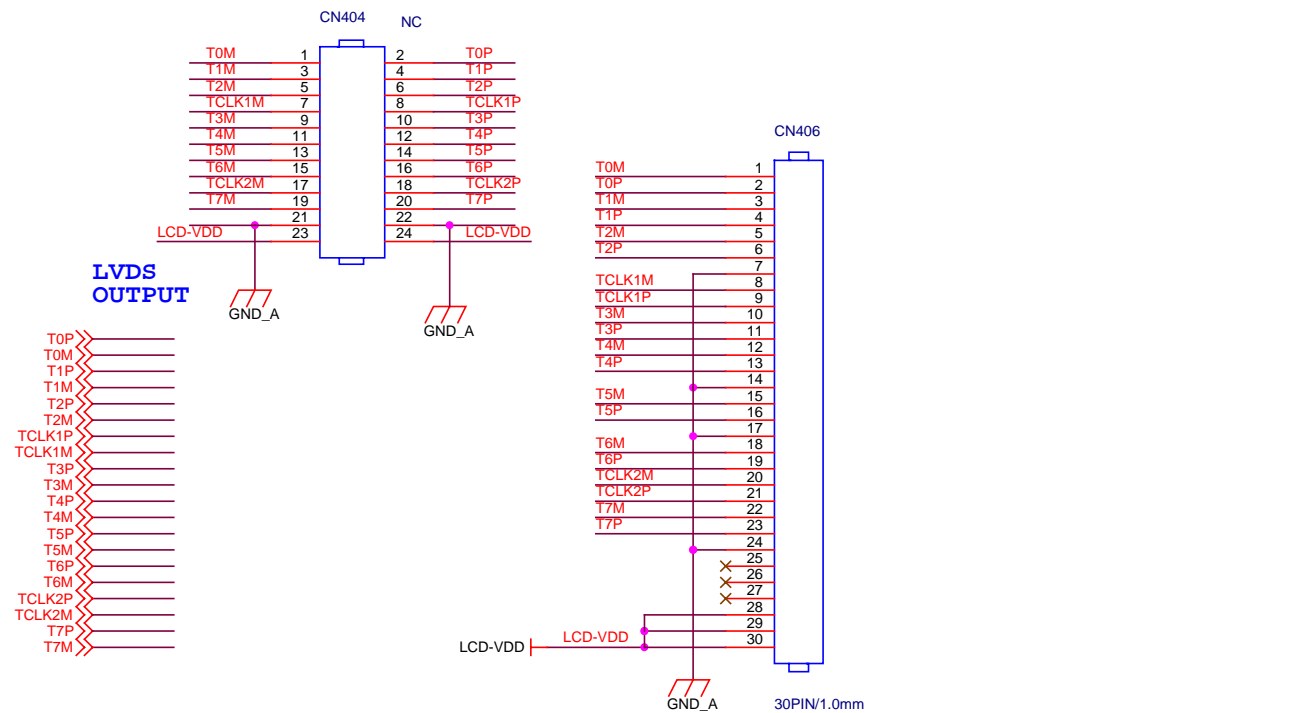 CN404 NC
T0M 1 2 T0P
T1M 3 4 T1P
T2M 5 6 T2P
TCLK1M 7 8 TCLK1P
T3M 9 10 T3P
T4M 11 12 T4P
T5M 13 14 T5P
T6M 15 16 T6P
TCLK2M 17 18 TCLK2P
T7M 19 20 T7P
21 22
LCD-VDD 23 24 LCD-VDD
GND_A
GND_A
LVDS
OUTPUT
T0P
T0M
T1P
T1M
T2P
T2M
TCLK1P
TCLK1M
T3P
T3M
T4P
T4M
T5P
T5M
T6P
T6M
TCLK2P
TCLK2M
T7P
T7M
CN406
T0M 1
T0P 2
T1M 3
T1P 4
T2M 5
T2P 6
7
TCLK1M 8
TCLK1P 9
T3M 10
T3P 11
T4M 12
T4P 13
14
T5M 15
T5P 16
17
T6M 18
T6P 19
TCLK2M 20
TCLK2P 21
T7M 22
T7P 23
24
25
26
27
28
29
LCD-VDD LCD-VDD 30
GND_A
30PIN/1.0mm